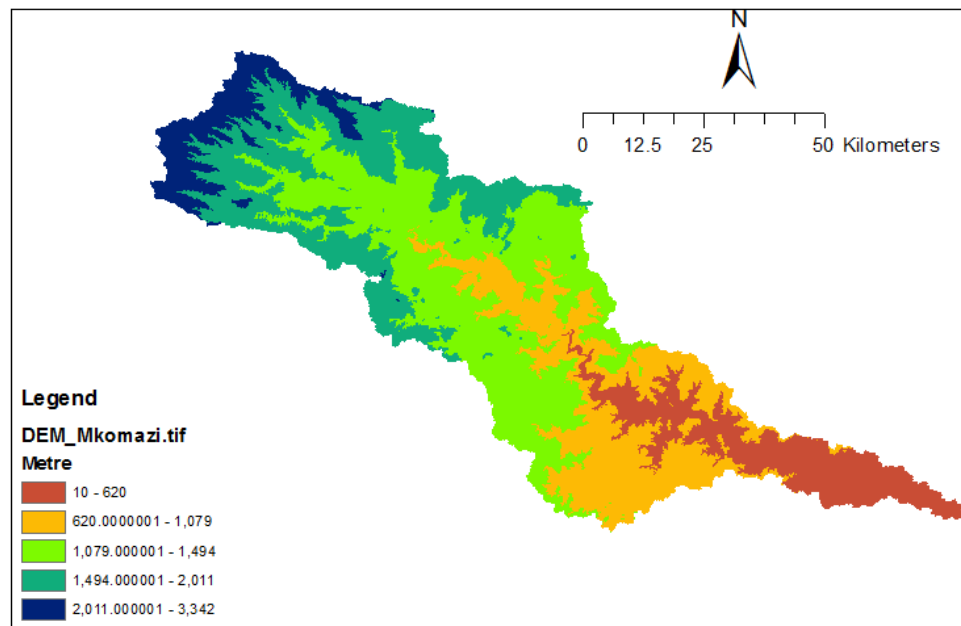 N
0 12.5 25 50 Kilometers
Legend
DEM_Mkomazi.tif
Metre
10 - 620
620.0000001 - 1,079
1,079.000001 - 1,494
1,494.000001 - 2,011
2,011.000001 - 3,342